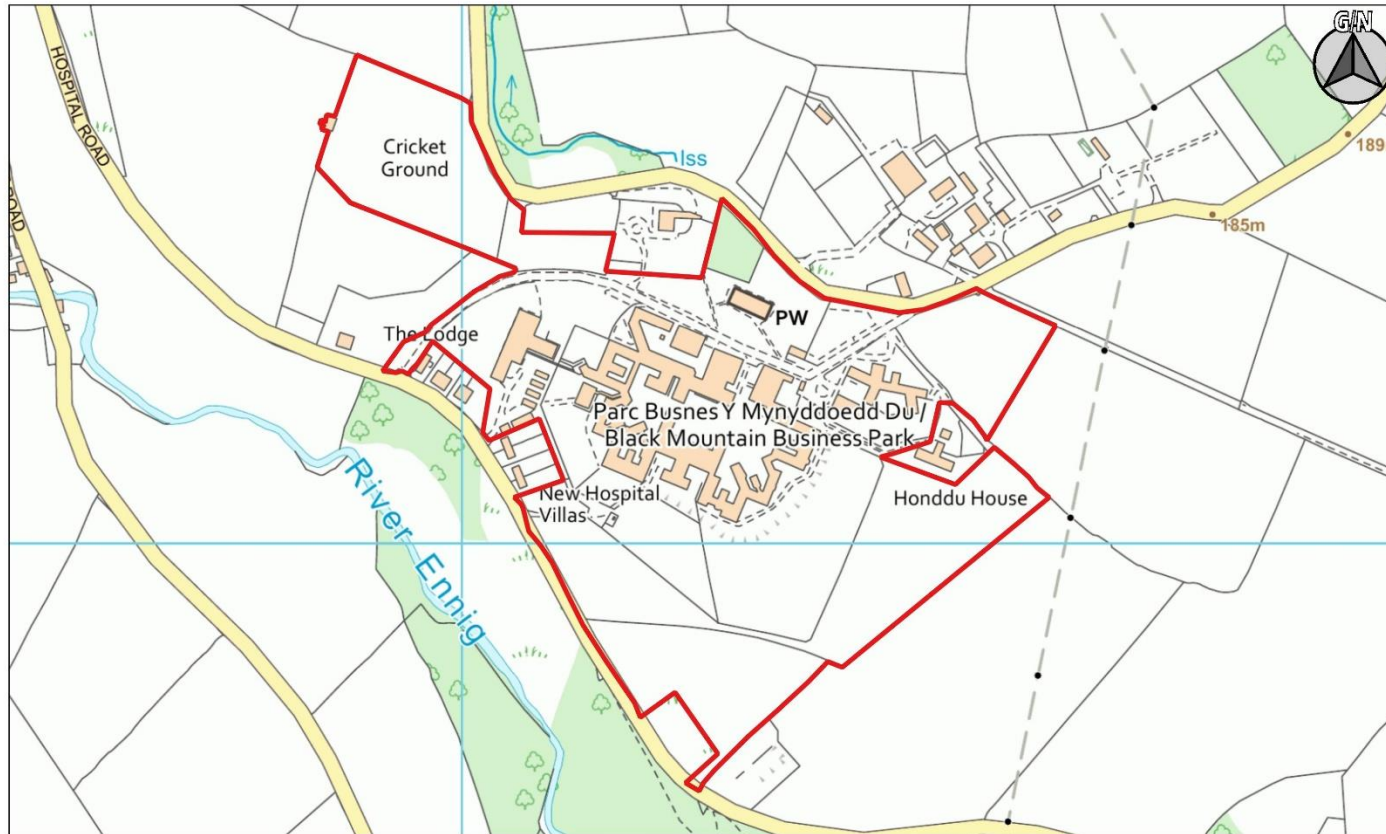 G/N
HOSPITAL ROAD
Cricket
Ground
Iss
189
185m
ROAD
The Lodge
PW
Parc Busnes Y Mynyddoedd Du /
Black Mountain Business Park
New Hospital
Villas
Honddu House
River Ennig